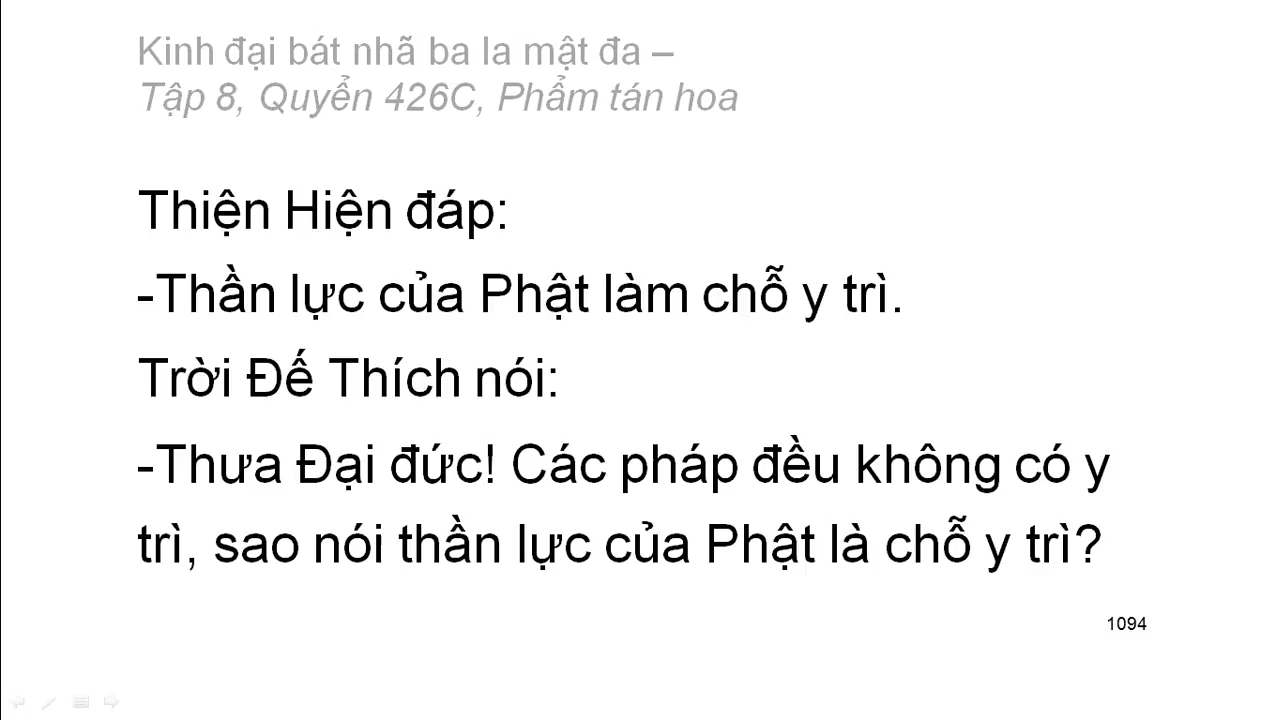 Kinh đại bát nhã ba la mật đa –
Tập 8, Quyển 426C, Phẩm tán hoa
Thiện Hiện đáp:
-Thần lực của Phật làm chỗ y trì.
Trời Đế Thích nói:
-Thưa Đại đức! Các pháp đều không có y
trì, sao nói thần lực của Phật là chỗ y trì?
1094